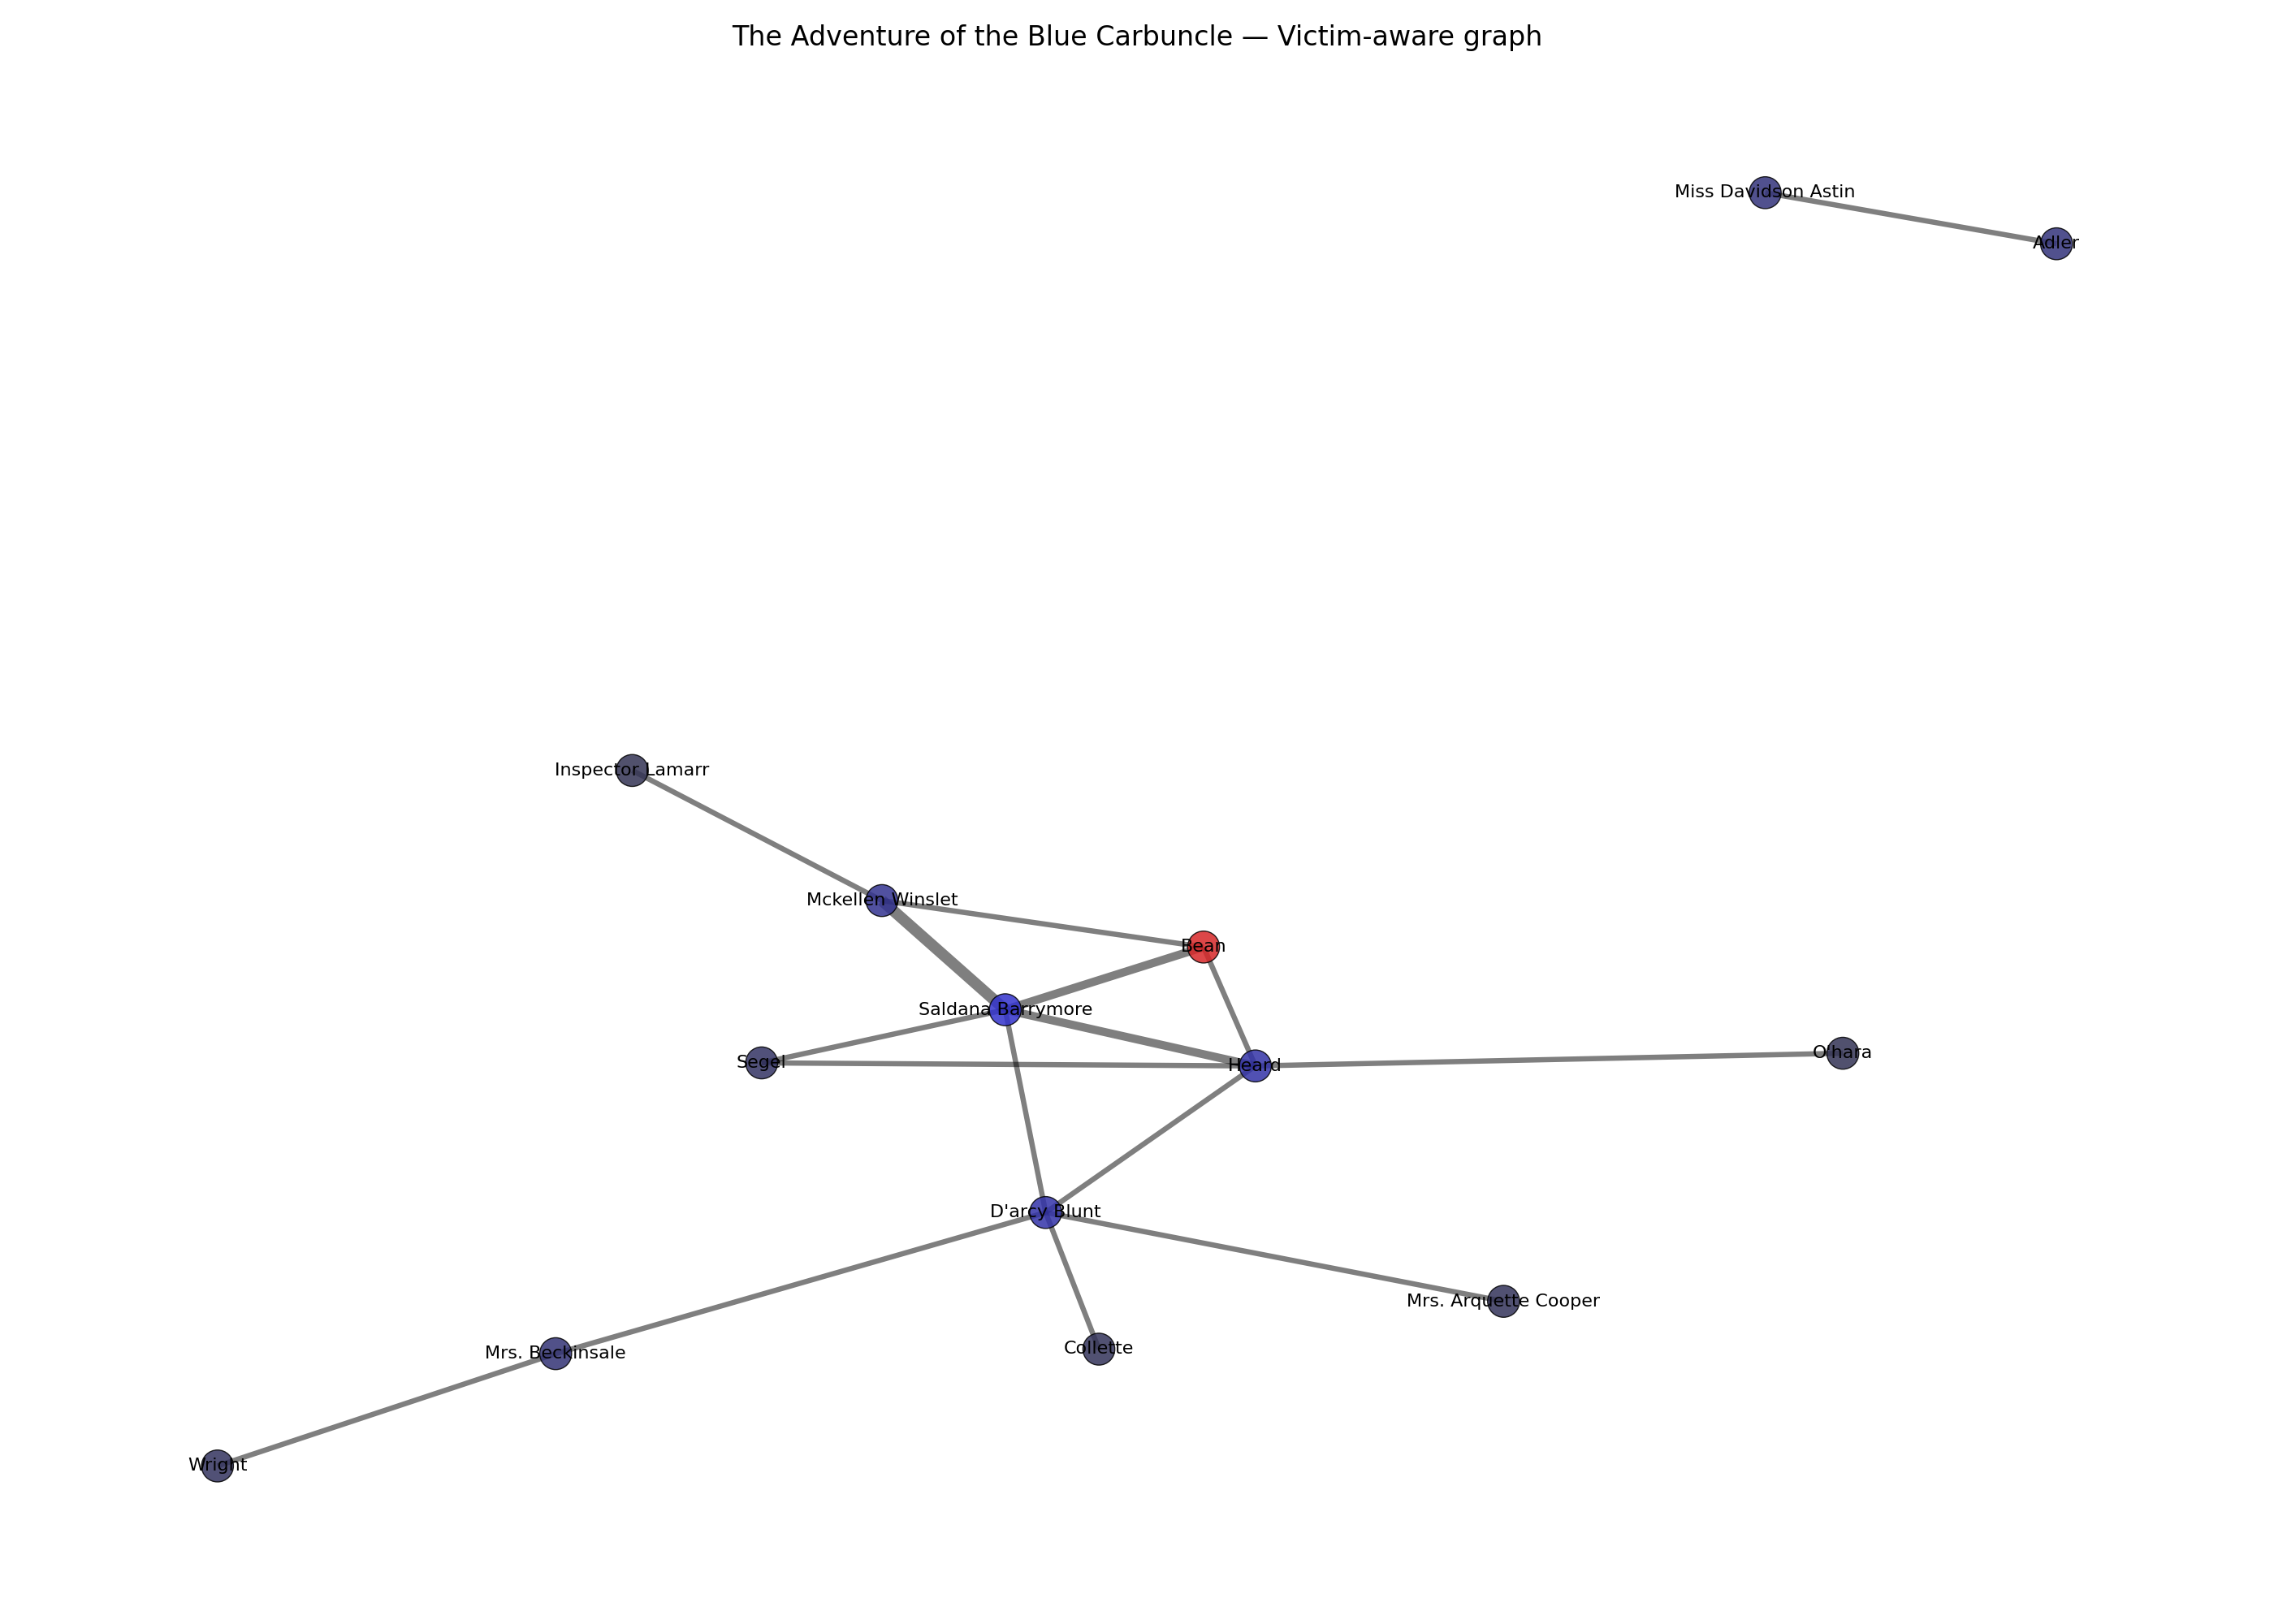 The Adventure of the Blue Carbuncle — Victim-aware graph
Miss Davidson Astin
Adler
Inspector Lamarr
Mckellen Winslet
Bean
Saldana Barrymore
Segel
Heard
O'hara
D'arcy Blunt
Mrs. Arquette Cooper
Mrs. Beckinsale
Collette
Wright